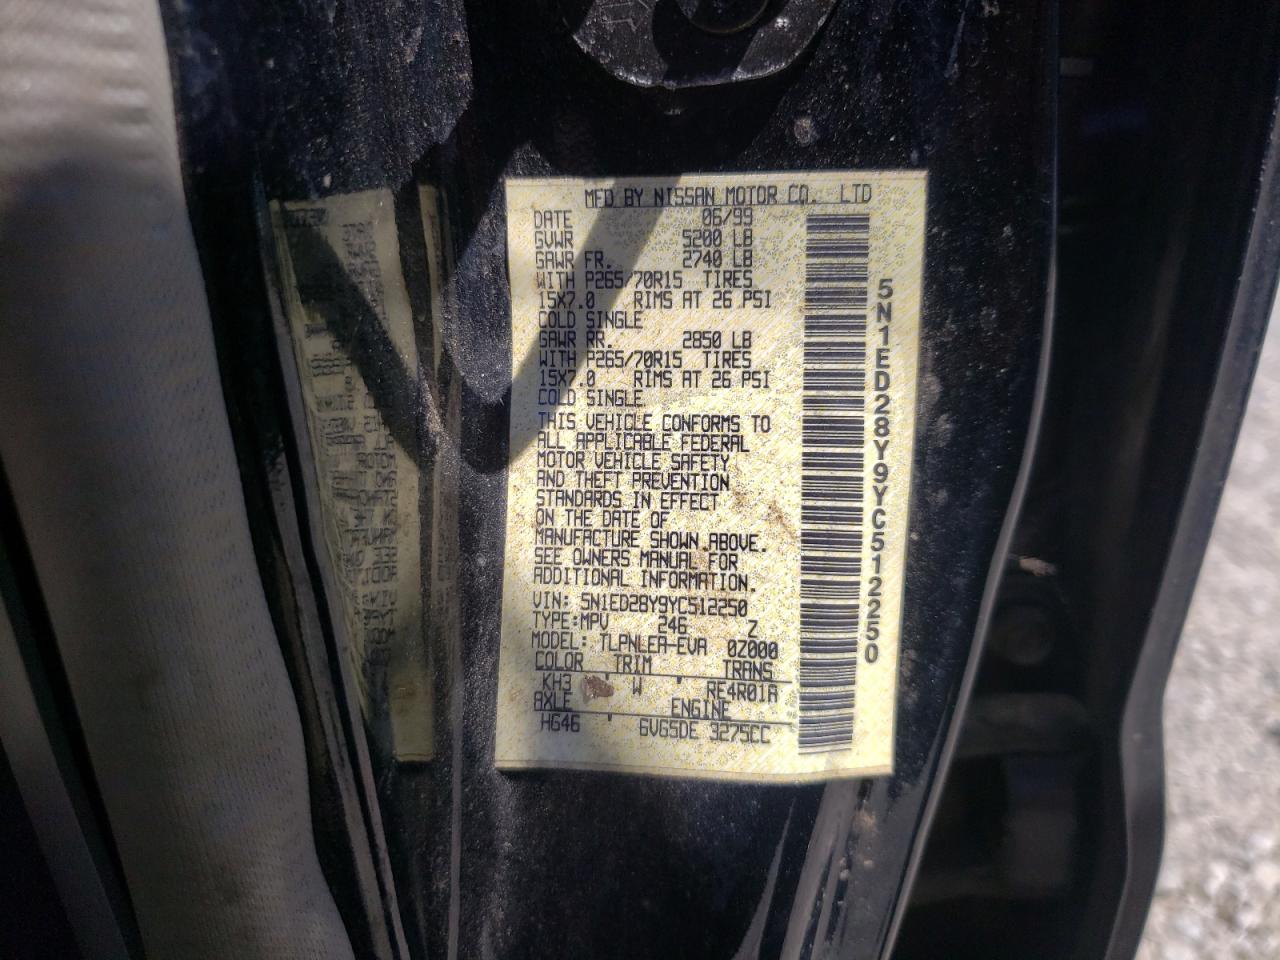 MFD BY NISSAN MOTOR CO. LTD
DATE 06/99
GVWR 5200 LB
GAWR FR. 2740 LB
WITH P265/70R15 TIRES
15X7.0 RIMS AT 26 PSI
COLD SINGLE
GAWR RR. 2850 LB
WITH P265/70R15 TIRES
15X7.0 RIMS AT 26 PSI
COLD SINGLE
THIS VEHICLE CONFORMS TO
ALL APPLICABLE FEDERAL
MOTOR VEHICLE SAFETY
AND THEFT PREVENTION
STANDARDS IN EFFECT
ON THE DATE OF
MANUFACTURE SHOWN ABOVE.
SEE OWNERS MANUAL FOR
ADDITIONAL INFORMATION.
VIN: 5N1ED28Y9YC512250
TYPE:MPV 246 Z
MODEL: TLPNLEA-EVA 0Z000
COLOR TRIM TRANS
KH3 W RE4R01A
AXLE ENGINE
HG46 6VG5DE 3275CC
5N1ED28Y9YC512250